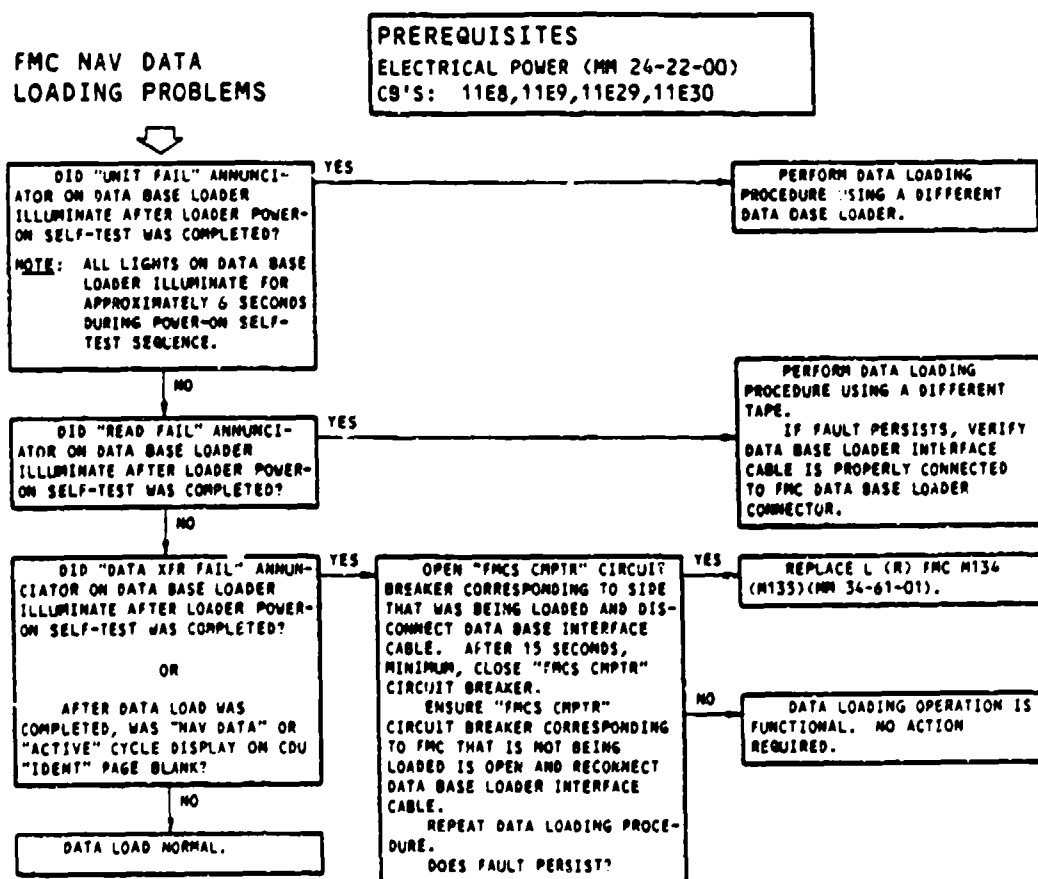 FMC NAV DATA
LOADING PROBLEMS
PREREQUISITES
ELECTRICAL POWER (MM 24-22-00)
CB'S: 11E8,11E9,11E29,11E30
DID "UNIT FAIL" ANNUNCI-
ATOR ON DATA BASE LOADER
ILLUMINATE AFTER LOADER POWER-
ON SELF-TEST WAS COMPLETED?
NOTE: ALL LIGHTS ON DATA BASE
LOADER ILLUMINATE FOR
APPROXIMATELY 6 SECONDS
DURING POWER-ON SELF-
TEST SEQUENCE.
YES
PERFORM DATA LOADING
PROCEDURE USING A DIFFERENT
DATA DASE LOADER.
NO
DID "READ FAIL" ANNUNCI-
ATOR ON DATA BASE LOADER
ILLUMINATE AFTER LOADER POWER-
ON SELF-TEST WAS COMPLETED?
YES
PERFORM DATA LOADING
PROCEDURE USING A DIFFERENT
TAPE.
IF FAULT PERSISTS, VERIFY
DATA BASE LOADER INTERFACE
CABLE IS PROPERLY CONNECTED
TO FMC DATA BASE LOADER
CONNECTOR.
NO
DID "DATA XFR FAIL" ANNUN-
CIATOR ON DATA BASE LOADER
ILLUMINATE AFTER LOADER POWER-
ON SELF-TEST WAS COMPLETED?
OR
AFTER DATA LOAD WAS
COMPLETED, WAS "NAV DATA" OR
"ACTIVE" CYCLE DISPLAY ON CDU
"IDENT" PAGE BLANK?
YES
OPEN "FMCS CMPTR" CIRCUIT
BREAKER CORRESPONDING TO SIDE
THAT WAS BEING LOADED AND DIS-
CONNECT DATA BASE INTERFACE
CABLE. AFTER 15 SECONDS,
MINIMUM, CLOSE "FMCS CMPTR"
CIRCUIT BREAKER.
ENSURE "FMCS CMPTR"
CIRCUIT BREAKER CORRESPONDING
TO FMC THAT IS NOT BEING
LOADED IS OPEN AND RECONNECT
DATA BASE LOADER INTERFACE
CABLE.
REPEAT DATA LOADING PROCE-
DURE.
DOES FAULT PERSIST?
YES
REPLACE L (R) FMC M134
(M135)(MM 34-61-01).
NO
DATA LOADING OPERATION IS
FUNCTIONAL. NO ACTION
REQUIRED.
NO
DATA LOAD NORMAL.